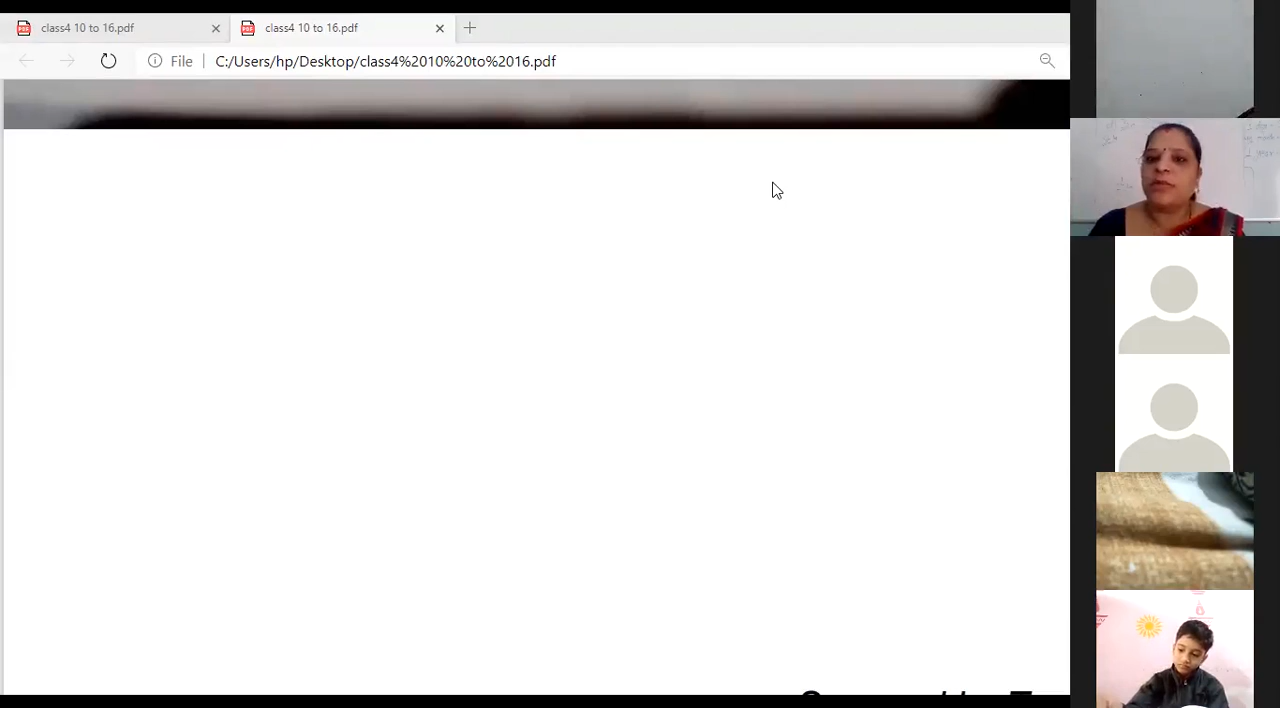 class4 10 to 16.pdf
class4 10 to 16.pdf
File
C:/Users/hp/Desktop/class4%2010%20to%2016.pdf